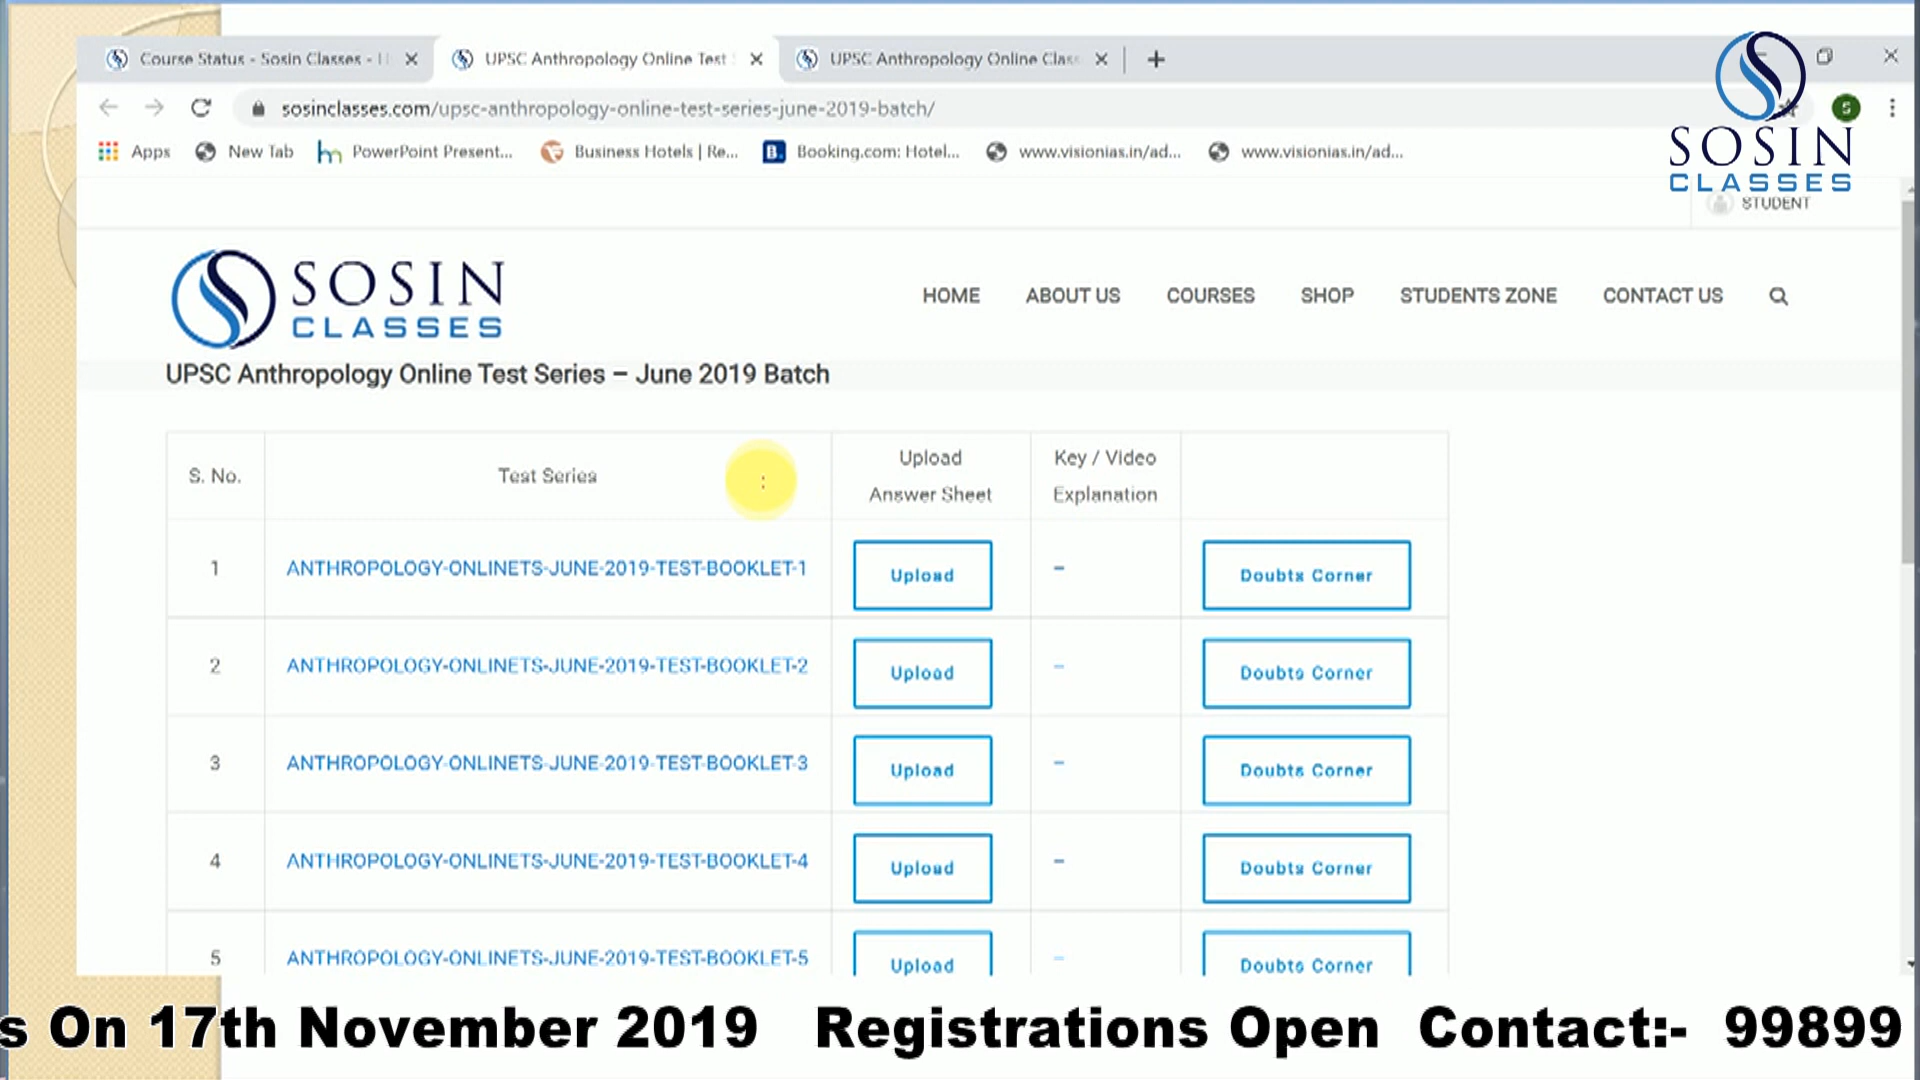 Course Status - Sosin Classes -
UPSC Anthropology Online Test
UPSC Anthropology Online Clas
sosinclasses.com/upsc-anthropology-online-test-series-june-2019-batch/
S
Apps
New Tab
PowerPoint Present...
Business Hotels | Re...
B.
Booking.com: Hotel...
www.visionias.in/ad...
www.visionias.in/ad...
SOSIN
CLASSES
STUDENT
SOSIN
CLASSES
HOME
ABOUT US
COURSES
SHOP
STUDENTS ZONE
CONTACT US
UPSC Anthropology Online Test Series – June 2019 Batch
S. No.
Test Series
Upload
Answer Sheet
Key / Video
Explanation
1 ANTHROPOLOGY-ONLINETS-JUNE-2019-TEST-BOOKLET-1 Upload – Doubts Corner
2 ANTHROPOLOGY-ONLINETS-JUNE-2019-TEST-BOOKLET-2 Upload – Doubts Corner
3 ANTHROPOLOGY-ONLINETS-JUNE-2019-TEST-BOOKLET-3 Upload – Doubts Corner
4 ANTHROPOLOGY-ONLINETS-JUNE-2019-TEST-BOOKLET-4 Upload – Doubts Corner
5 ANTHROPOLOGY-ONLINETS-JUNE-2019-TEST-BOOKLET-5 Upload – Doubts Corner
s On 17th November 2019 Registrations Open Contact:- 99899